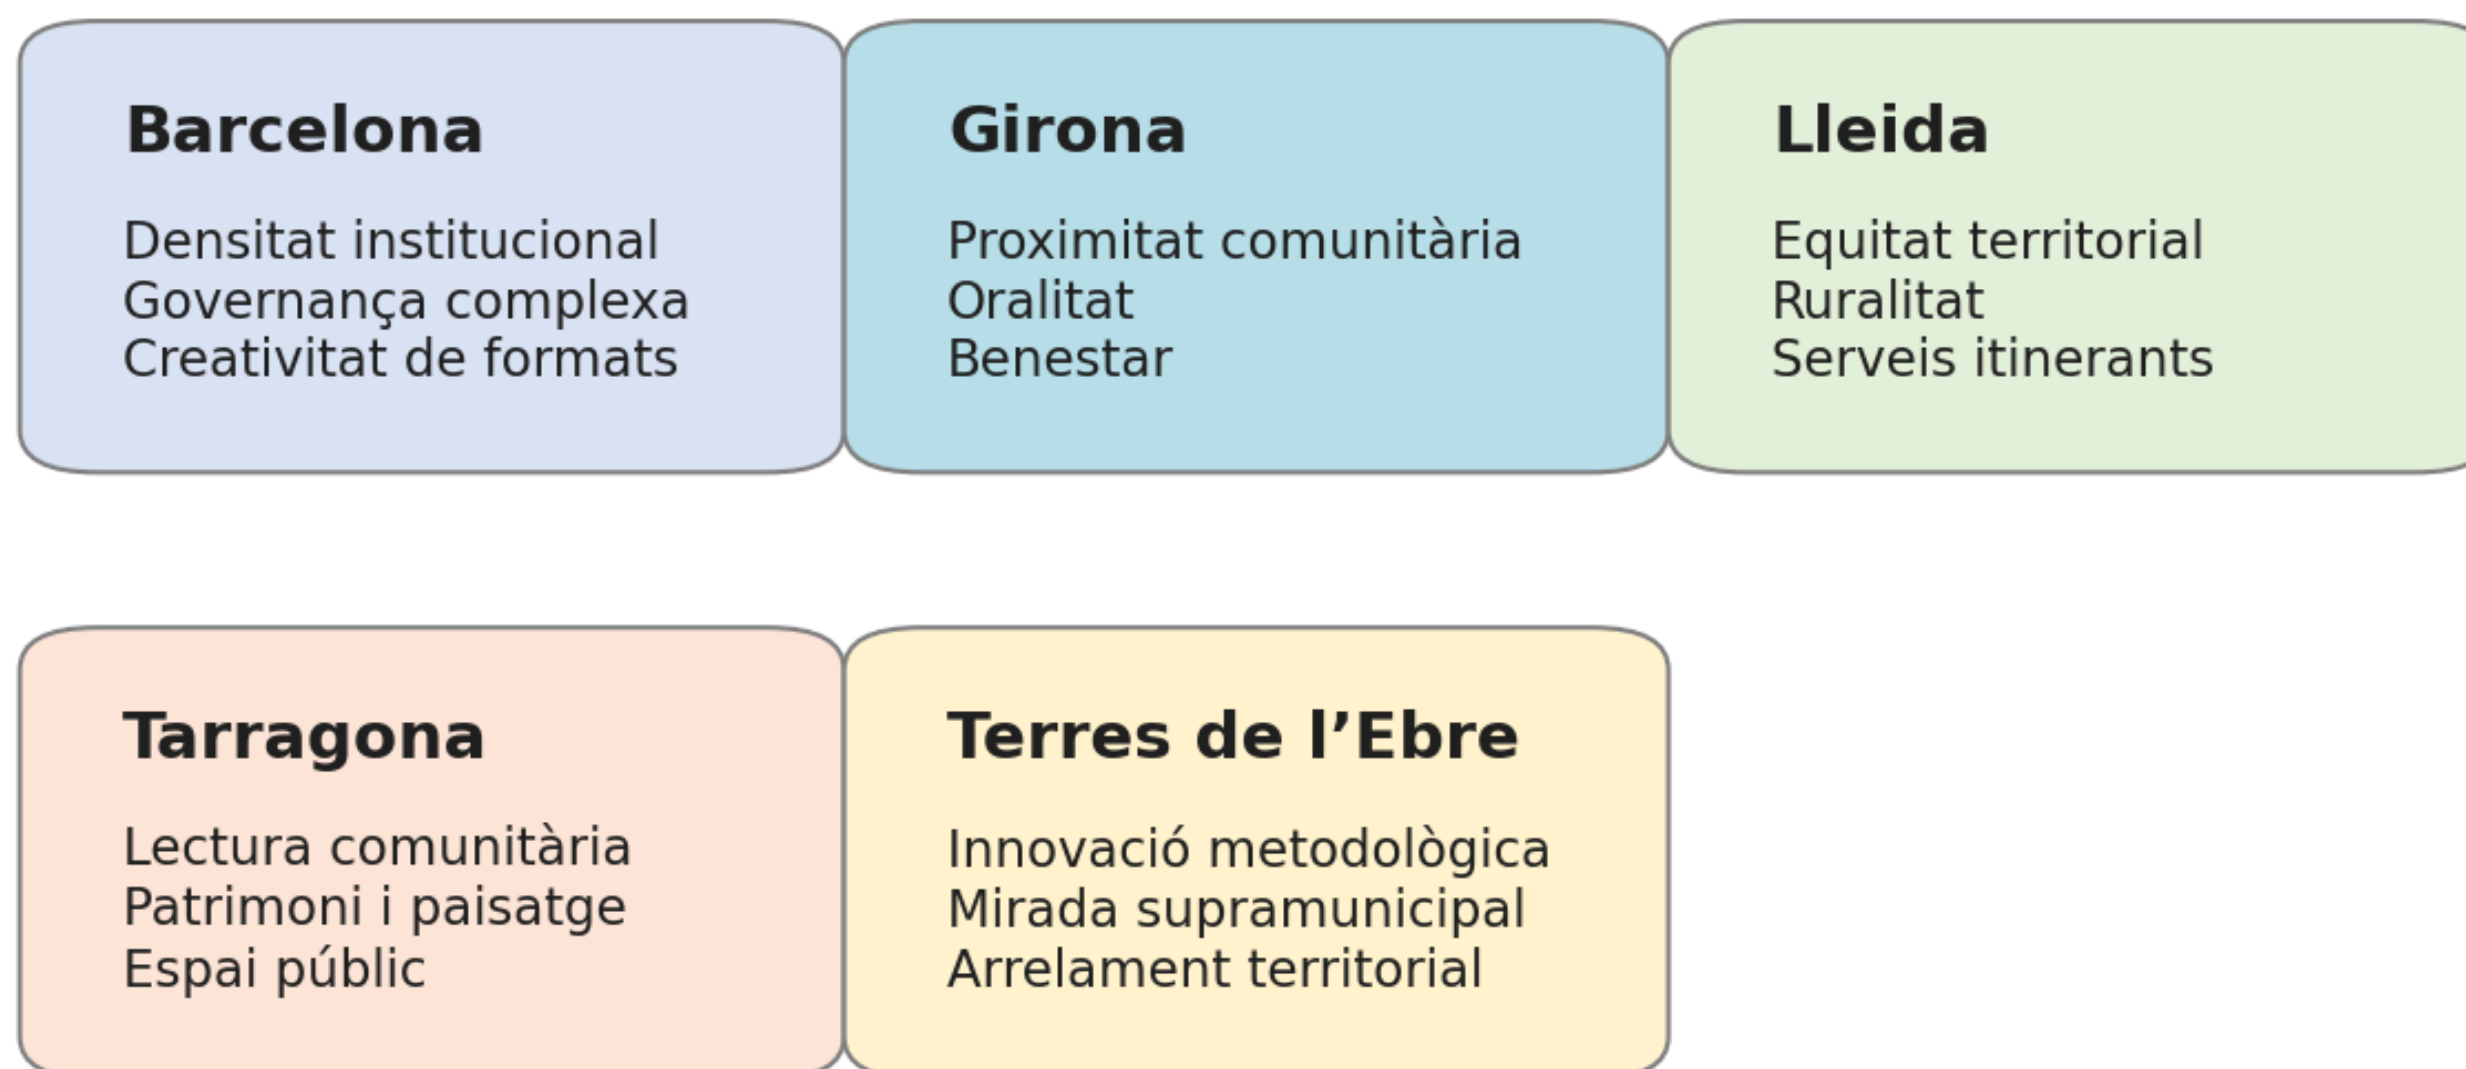 Barcelona
Densitat institucional
Governança complexa
Creativitat de formats
Girona
Proximitat comunitària
Oralitat
Benestar
Lleida
Equitat territorial
Ruralitat
Serveis itinerants
Tarragona
Lectura comunitària
Patrimoni i paisatge
Espai públic
Terres de l’Ebre
Innovació metodològica
Mirada supramunicipal
Arrelament territorial